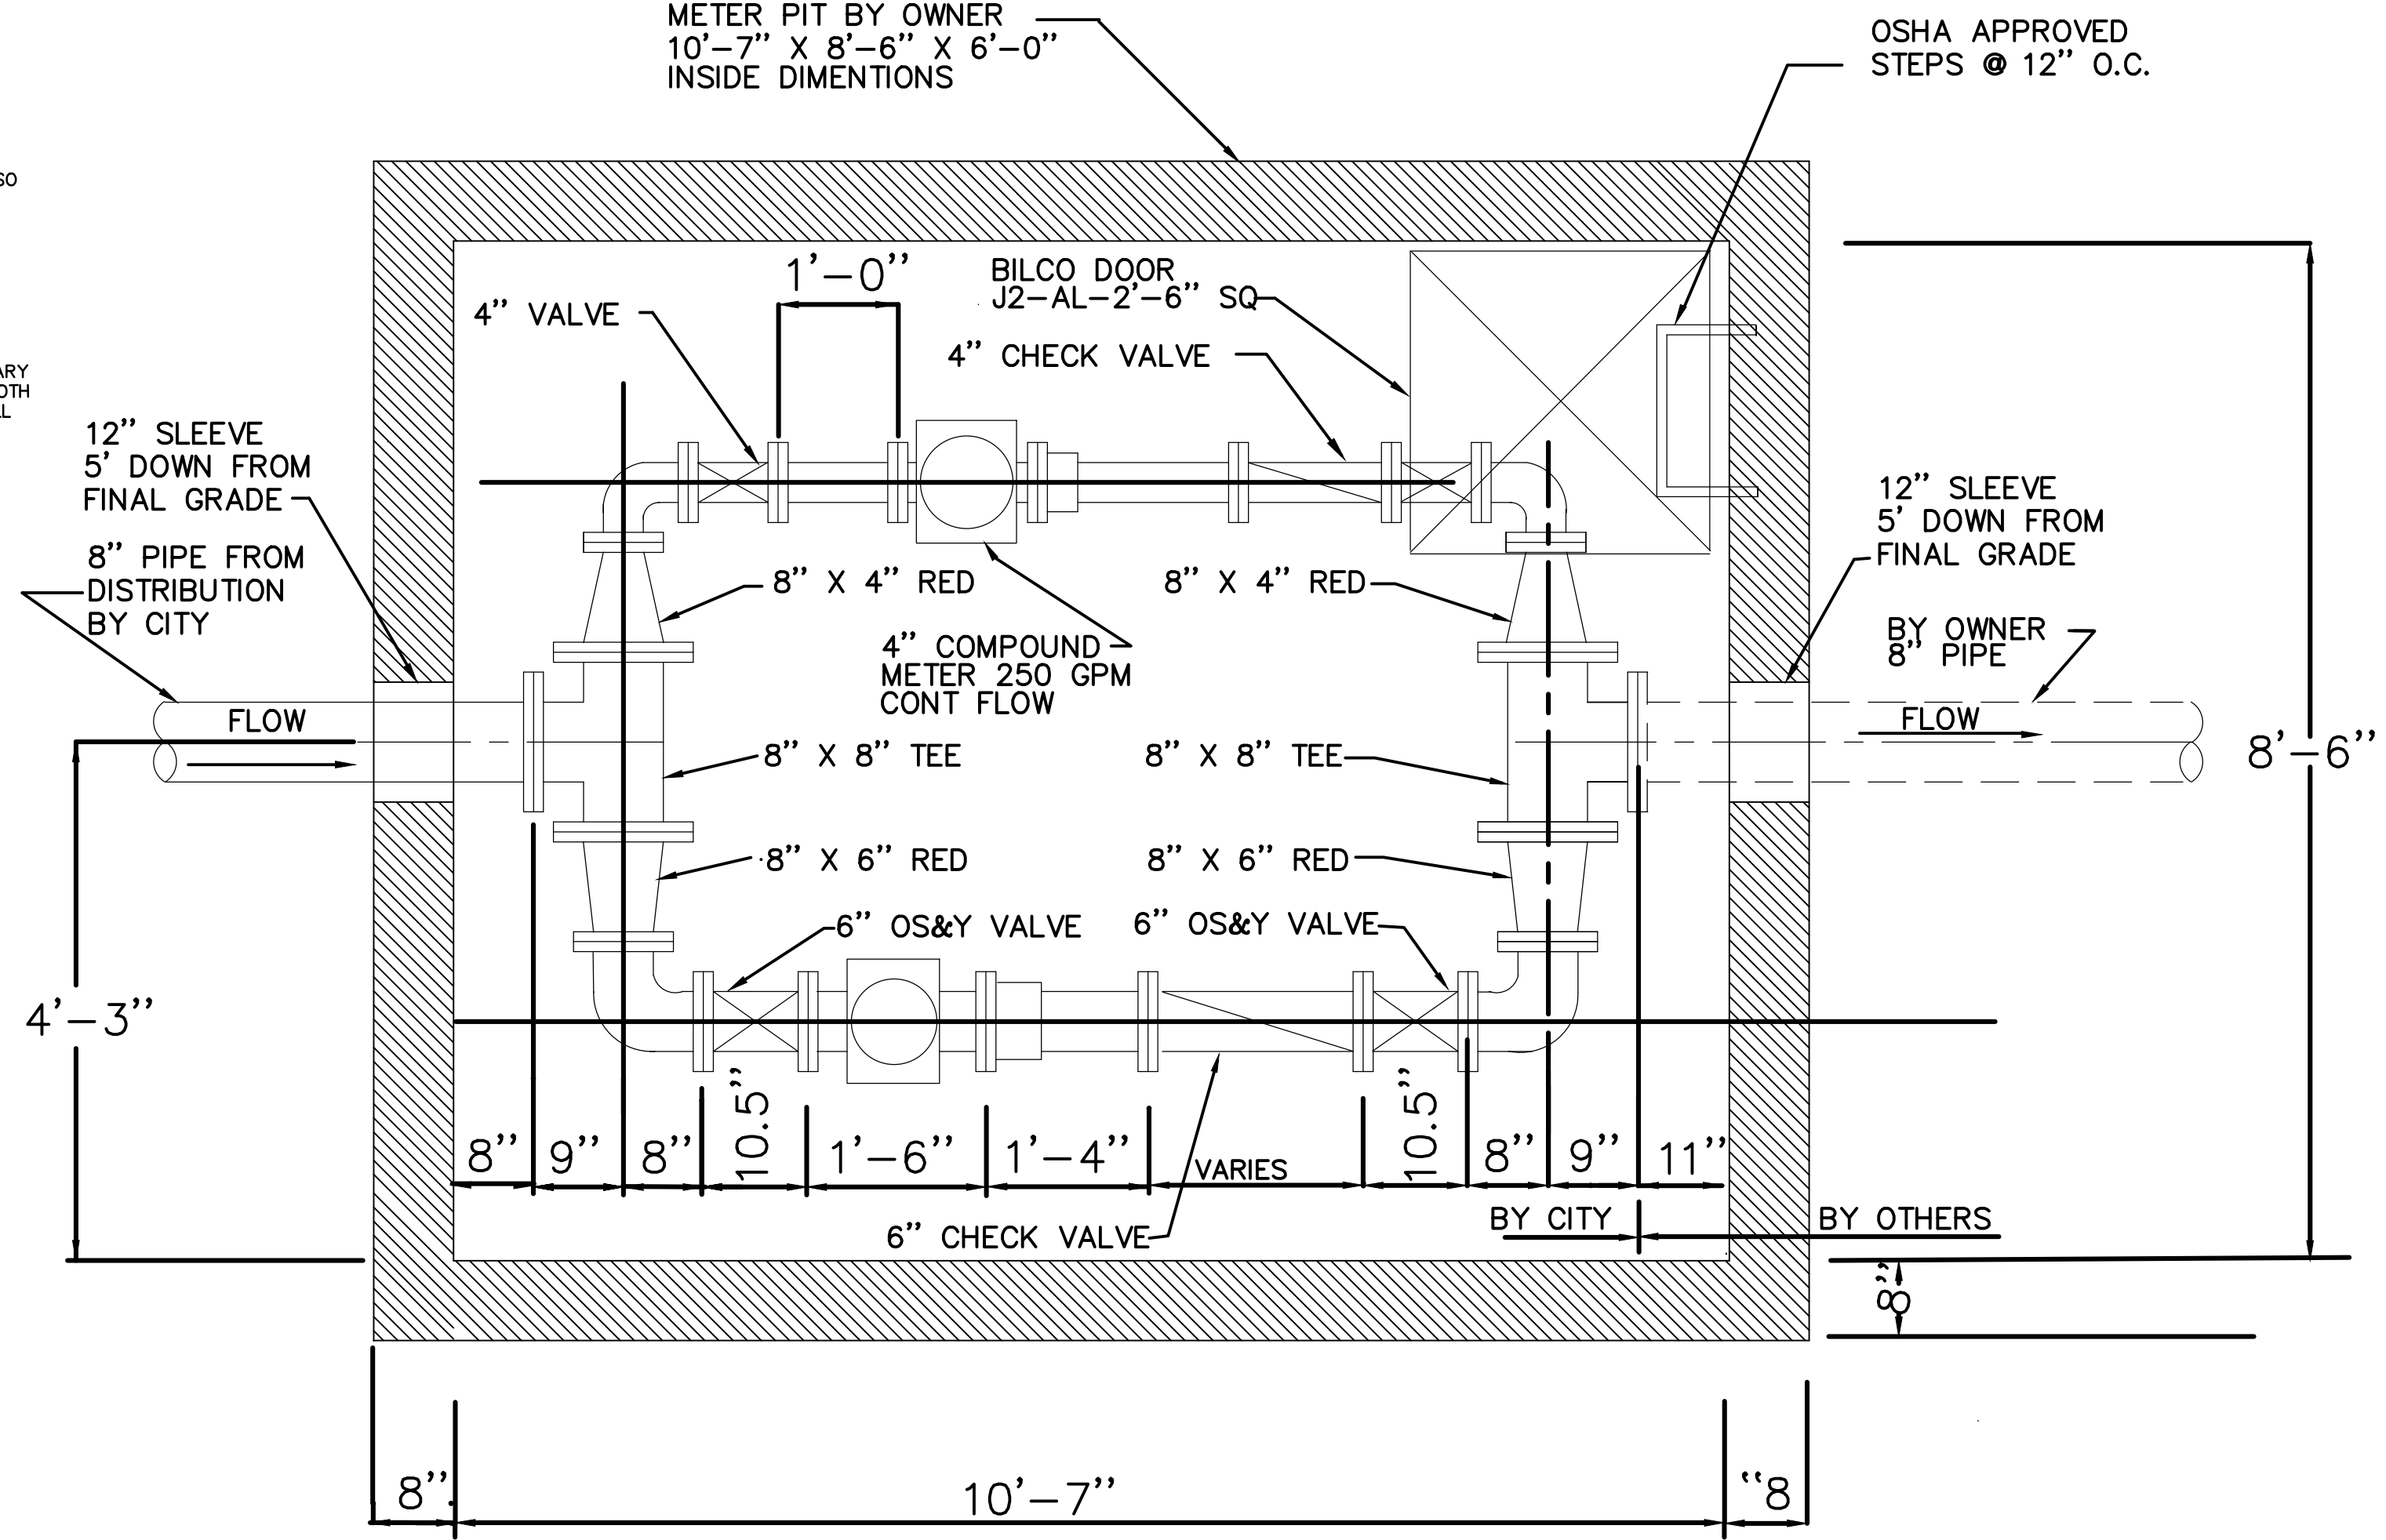 METER PIT BY OWNER
10'-7" X 8'-6" X 6'-0"
INSIDE DIMENTIONS
OSHA APPROVED
STEPS @ 12" O.C.
SO
ARY
OTH
LL
1'-0"
BILCO DOOR
J2-AL-2'-6" SQ
4" VALVE
4" CHECK VALVE
12" SLEEVE
5' DOWN FROM
FINAL GRADE
8" PIPE FROM
DISTRIBUTION
BY CITY
12" SLEEVE
5' DOWN FROM
FINAL GRADE
8" X 4" RED
8" X 4" RED
BY OWNER
8" PIPE
4" COMPOUND
METER 250 GPM
CONT FLOW
FLOW
FLOW
8" X 8" TEE
8" X 8" TEE
8'-6"
8" X 6" RED
8" X 6" RED
6" OS&Y VALVE
6" OS&Y VALVE
4'-3"
8"
9"
8"
10.5"
1'-6"
1'-4"
VARIES
10.5"
8"
9"
11"
6" CHECK VALVE
BY CITY
BY OTHERS
8"
8"
10'-7"
"8